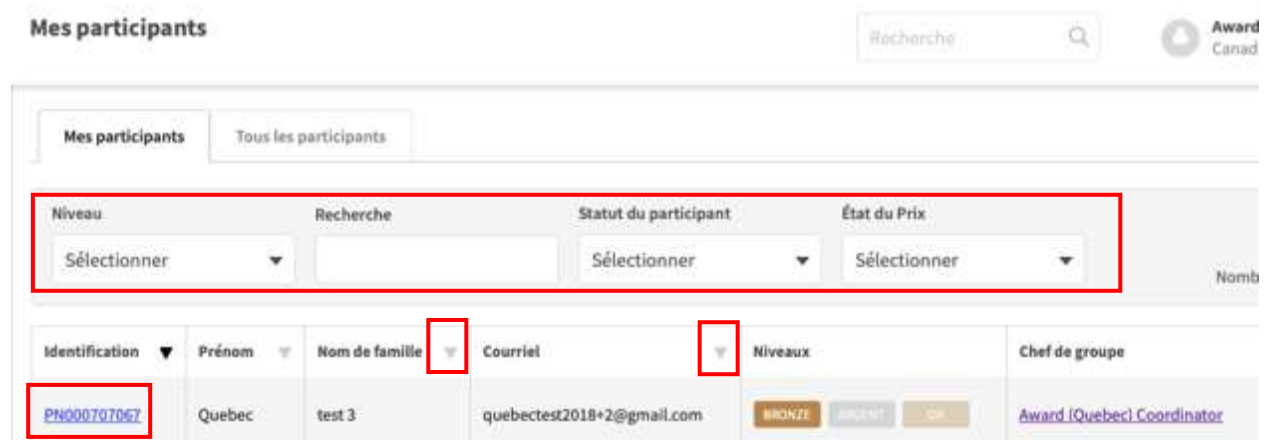 Mes participants
Recherche
Award
Canad
Mes participants Tous les participants
Niveau Recherche Statut du participant État du Prix
Sélectionner Sélectionner Sélectionner
Nomb
Identification Prénom Nom de famille Courriel Niveaux Chef de groupe
PN000707067 Quebec test 3 quebectest2018+2@gmail.com BRONZE ARGENT OR Award (Quebec) Coordinator